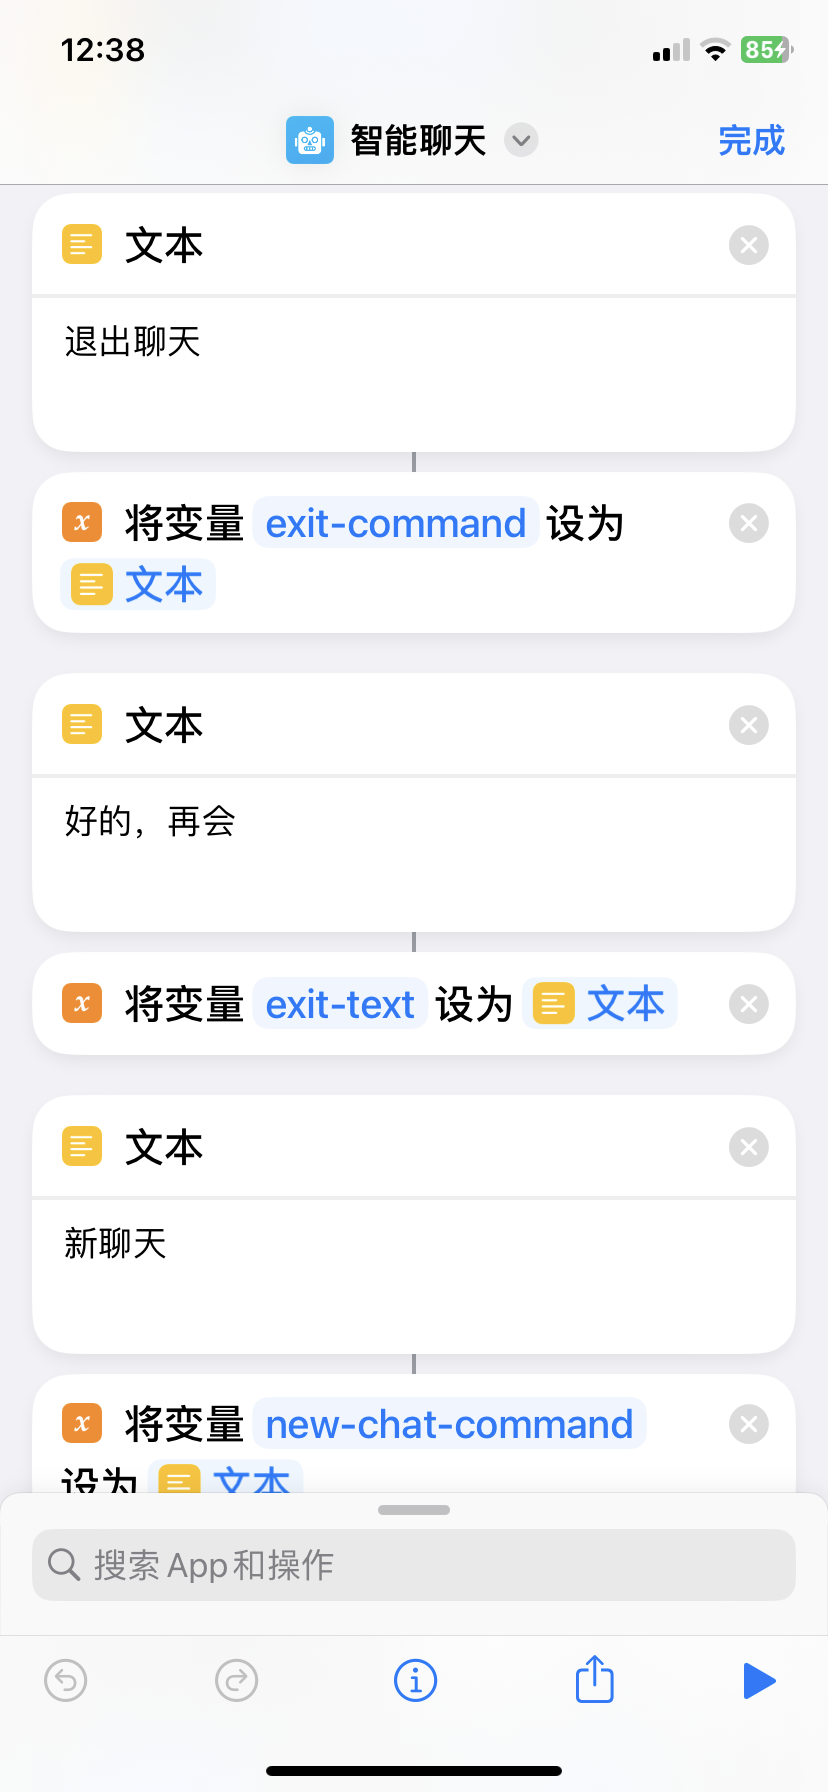 12:38
85
智能聊天
完成
文本
退出聊天
将变量 exit-command 设为
文本
文本
好的，再会
将变量 exit-text 设为 文本
文本
新聊天
将变量 new-chat-command
设为 文本
搜索 App 和操作